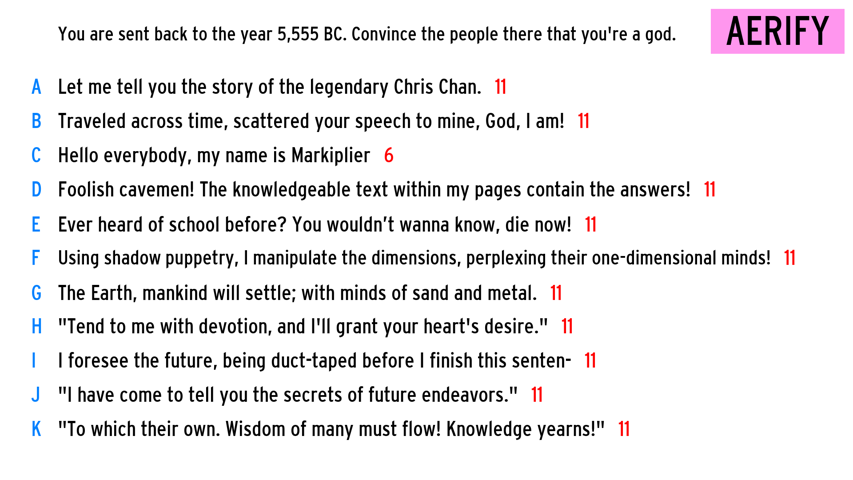 You are sent back to the year 5,555 BC. Convince the people there that you're a god.
AERIFY
A Let me tell you the story of the legendary Chris Chan. 11
B Traveled across time, scattered your speech to mine, God, I am! 11
C Hello everybody, my name is Markiplier 6
D Foolish cavemen! The knowledgeable text within my pages contain the answers! 11
E Ever heard of school before? You wouldn’t wanna know, die now! 11
F Using shadow puppetry, I manipulate the dimensions, perplexing their one-dimensional minds! 11
G The Earth, mankind will settle; with minds of sand and metal. 11
H "Tend to me with devotion, and I'll grant your heart's desire." 11
I I foresee the future, being duct-taped before I finish this senten- 11
J "I have come to tell you the secrets of future endeavors." 11
K "To which their own. Wisdom of many must flow! Knowledge yearns!" 11